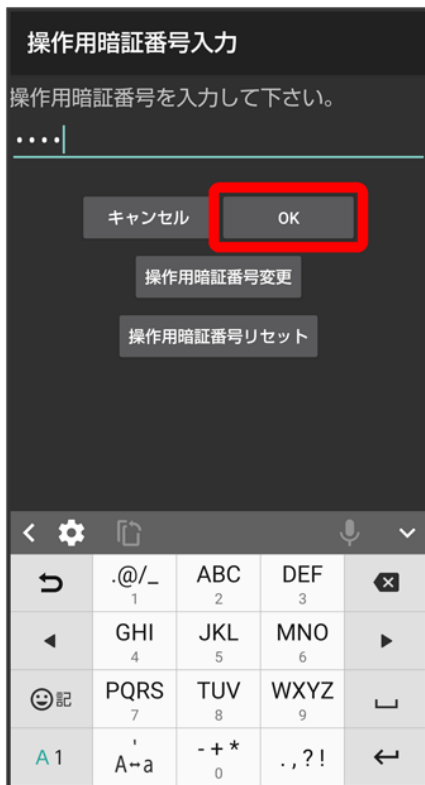 操作用暗証番号入力
操作用暗証番号を入力して下さい。
••••
キャンセル
OK
操作用暗証番号変更
操作用暗証番号リセット
.@/_
ABC
DEF
1
2
3
GHI
JKL
MNO
4
5
6
記
PQRS
TUV
WXYZ
7
8
9
A1
'
A↔a
-+*
0
.,?!